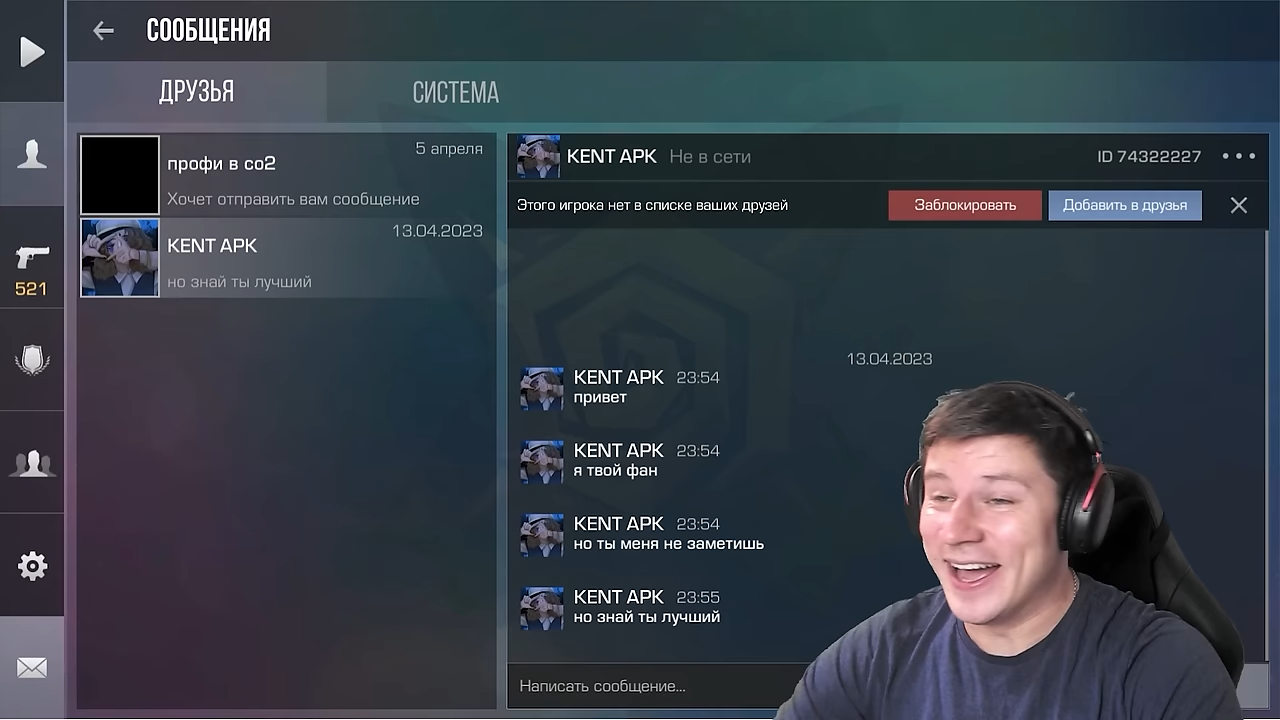 СООБЩЕНИЯ
ДРУЗЬЯ
СИСТЕМА
521
профи в со2
5 апреля
Хочет отправить вам сообщение
KENT APK
13.04.2023
но знай ты лучший
KENT APK Не в сети
ID 74322227
Этого игрока нет в списке ваших друзей
Заблокировать
Добавить в друзья
13.04.2023
KENT APK 23:54
привет
KENT APK 23:54
я твой фан
KENT APK 23:54
но ты меня не заметишь
KENT APK 23:55
но знай ты лучший
Написать сообщение...